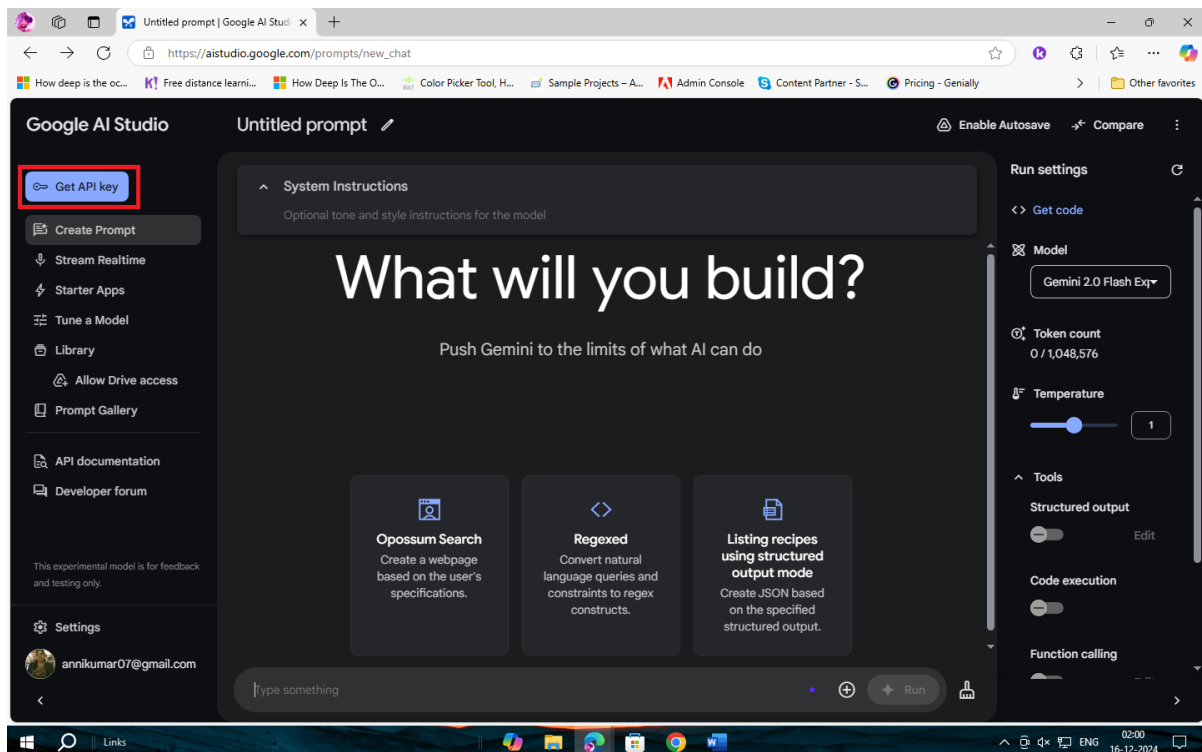 Untitled prompt | Google AI Studi
https://aistudio.google.com/prompts/new_chat
How deep is the oc...
Free distance learni...
How Deep Is The O...
Color Picker Tool, H...
Sample Projects – A...
Admin Console
Content Partner - S...
Pricing - Genially
Other favorites
Google AI Studio
Untitled prompt
Enable Autosave
Compare
Get API key
Create Prompt
Stream Realtime
Starter Apps
Tune a Model
Library
Allow Drive access
Prompt Gallery
API documentation
Developer forum
This experimental model is for feedback
and testing only.
Settings
annikumar07@gmail.com
System Instructions
Optional tone and style instructions for the model
What will you build?
Push Gemini to the limits of what AI can do
Opossum Search
Create a webpage
based on the user's
specifications.
Regexed
Convert natural
language queries and
constraints to regex
constructs.
Listing recipes
using structured
output mode
Create JSON based
on the specified
structured output.
Type something
Run
Run settings
Get code
Model
Gemini 2.0 Flash Exp
Token count
0 / 1,048,576
Temperature
1
Tools
Structured output
Edit
Code execution
Function calling
Links
ENG
02:00
16-12-2024